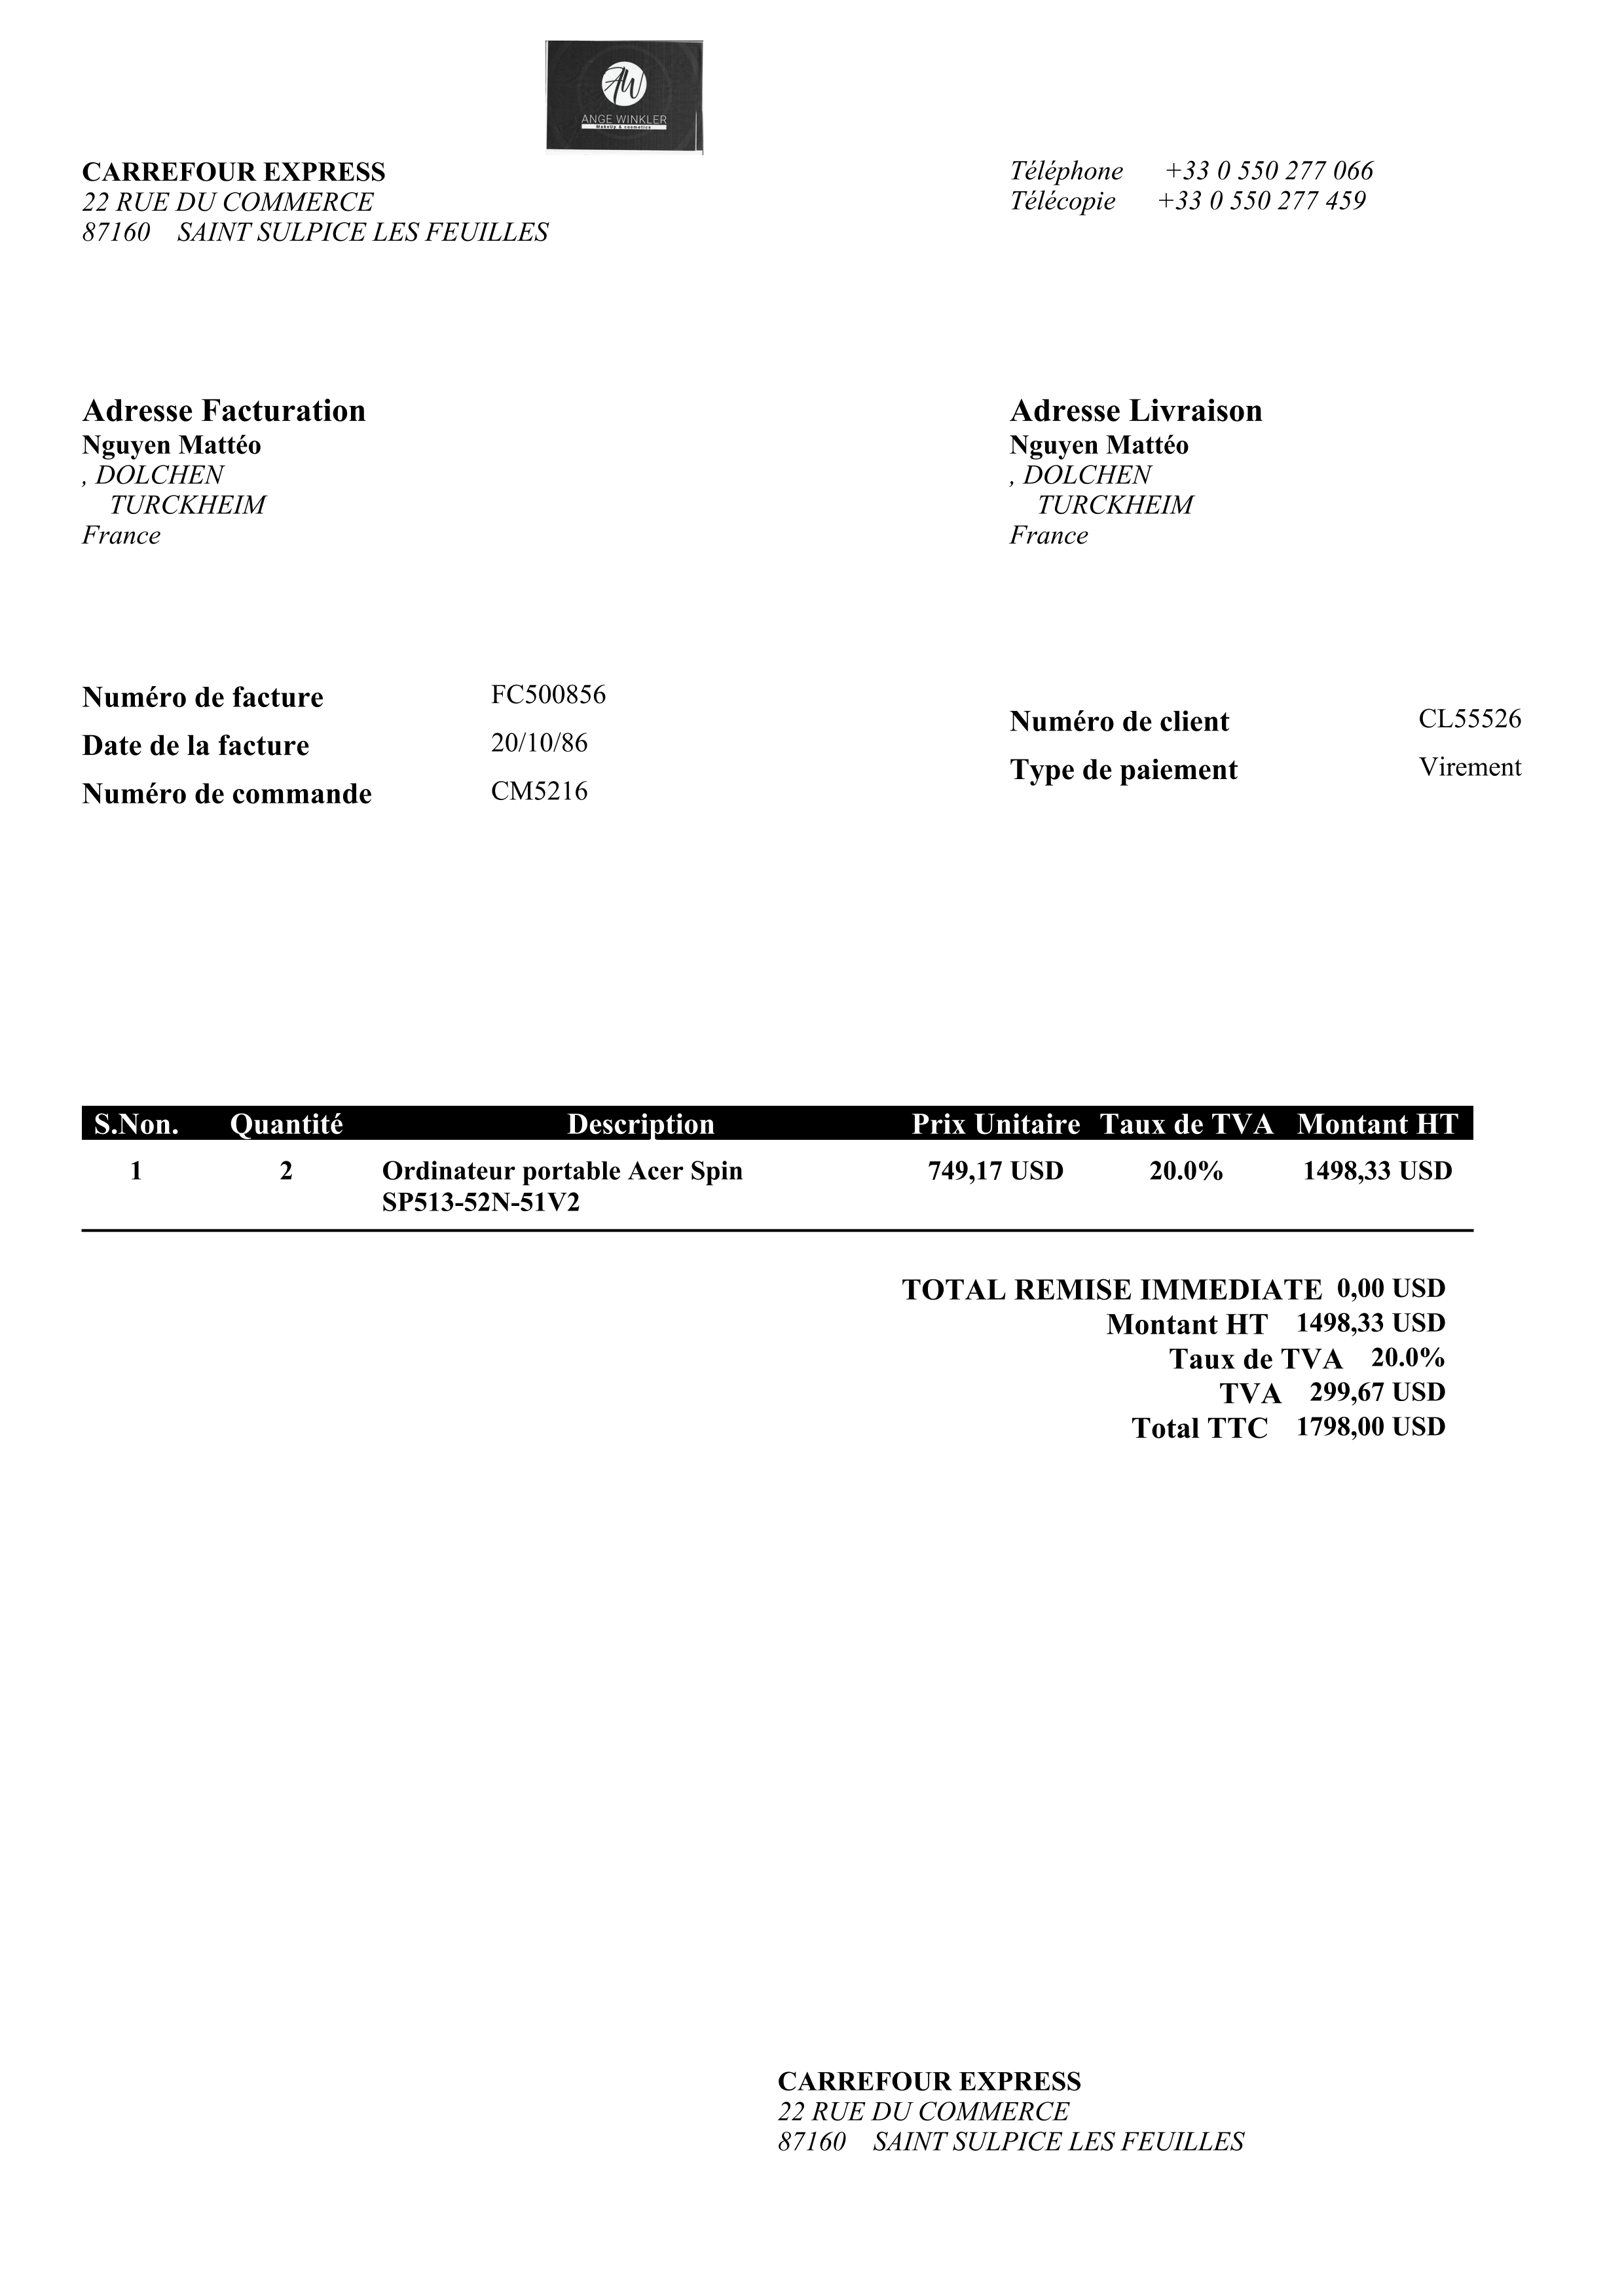 AW
ANGE WINKLER
MakeUp & cosmetics
CARREFOUR EXPRESS
22 RUE DU COMMERCE
87160 SAINT SULPICE LES FEUILLES
Téléphone +33 0 550 277 066
Télécopie +33 0 550 277 459
Adresse Facturation
Nguyen Mattéo
, DOLCHEN
TURCKHEIM
France
Adresse Livraison
Nguyen Mattéo
, DOLCHEN
TURCKHEIM
France
Numéro de facture FC500856
Date de la facture 20/10/86
Numéro de commande CM5216
Numéro de client CL55526
Type de paiement Virement
S.Non. Quantité Description Prix Unitaire Taux de TVA Montant HT
1 2 Ordinateur portable Acer Spin 749,17 USD 20.0% 1498,33 USD
SP513-52N-51V2
TOTAL REMISE IMMEDIATE 0,00 USD
Montant HT 1498,33 USD
Taux de TVA 20.0%
TVA 299,67 USD
Total TTC 1798,00 USD
CARREFOUR EXPRESS
22 RUE DU COMMERCE
87160 SAINT SULPICE LES FEUILLES